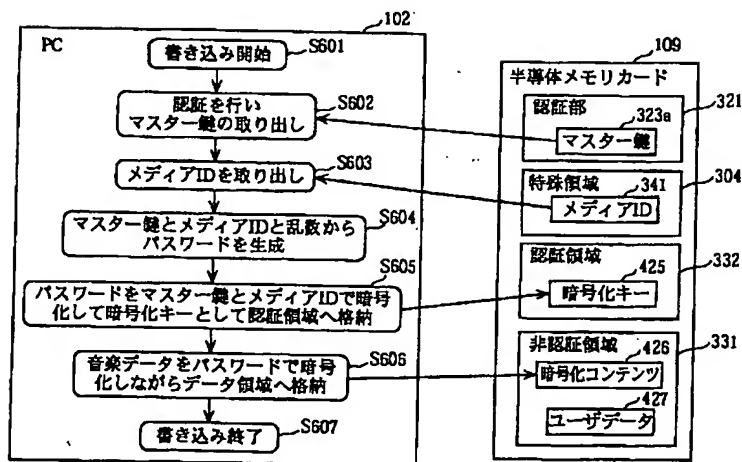 102
PC
書き込み開始
S601
認証を行い
マスター鍵の取り出し
S602
メディアIDを取り出し
S603
マスター鍵とメディアIDと乱数から
パスワードを生成
S604
パスワードをマスター鍵とメディアIDで暗号
化して暗号化キーとして認証領域へ格納
S605
音楽データをパスワードで暗号
化しながらデータ領域へ格納
S606
書き込み終了
S607
109
半導体メモリカード
認証部
321
323a
マスター鍵
特殊領域
304
341
メディアID
認証領域
332
425
暗号化キー
非認証領域
331
426
暗号化コンテンツ
427
ユーザデータ